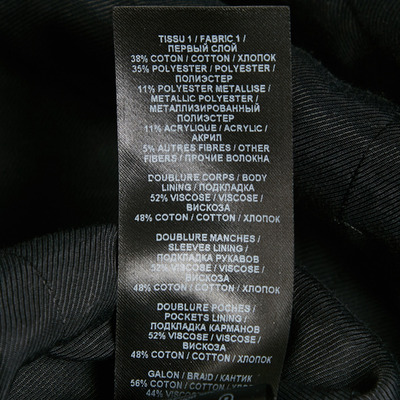 TISSU 1 / FABRIC 1 /
ПЕРВЫЙ СЛОЙ
38% COTON / COTTON / ХЛОПОК
35% POLYESTER / POLYESTER /
ПОЛИЭСТЕР
11% POLYESTER METALLISE /
METALLIC POLYESTER /
МЕТАЛЛИЗИРОВАННЫЙ
ПОЛИЭСТЕР
11% ACRYLIQUE / ACRYLIC /
АКРИЛ
5% AUTRES FIBRES / OTHER
FIBERS / ПРОЧИЕ ВОЛОКНА
DOUBLURE CORPS / BODY
LINING / ПОДКЛАДКА
52% VISCOSE / VISCOSE /
ВИСКОЗА
48% COTON / COTTON / ХЛОПОК
DOUBLURE MANCHES /
SLEEVES LINING /
ПОДКЛАДКА РУКАВОВ
52% VISCOSE / VISCOSE /
ВИСКОЗА
48% COTON / COTTON / ХЛОПОК
DOUBLURE POCHES /
POCKETS LINING /
ПОДКЛАДКА КАРМАНОВ
52% VISCOSE / VISCOSE /
ВИСКОЗА
48% COTON / COTTON / ХЛОПОК
GALON / BRAID / КАНТИК
56% COTON / COTTON /
44% VISCOSE